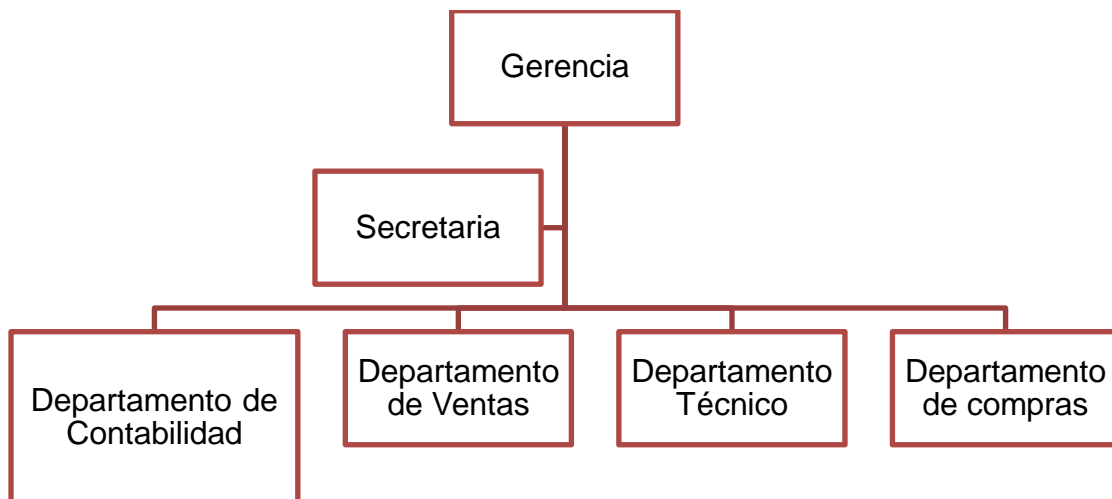 Gerencia
Secretaria
Departamento de
Contabilidad
Departamento
de Ventas
Departamento
Técnico
Departamento
de compras